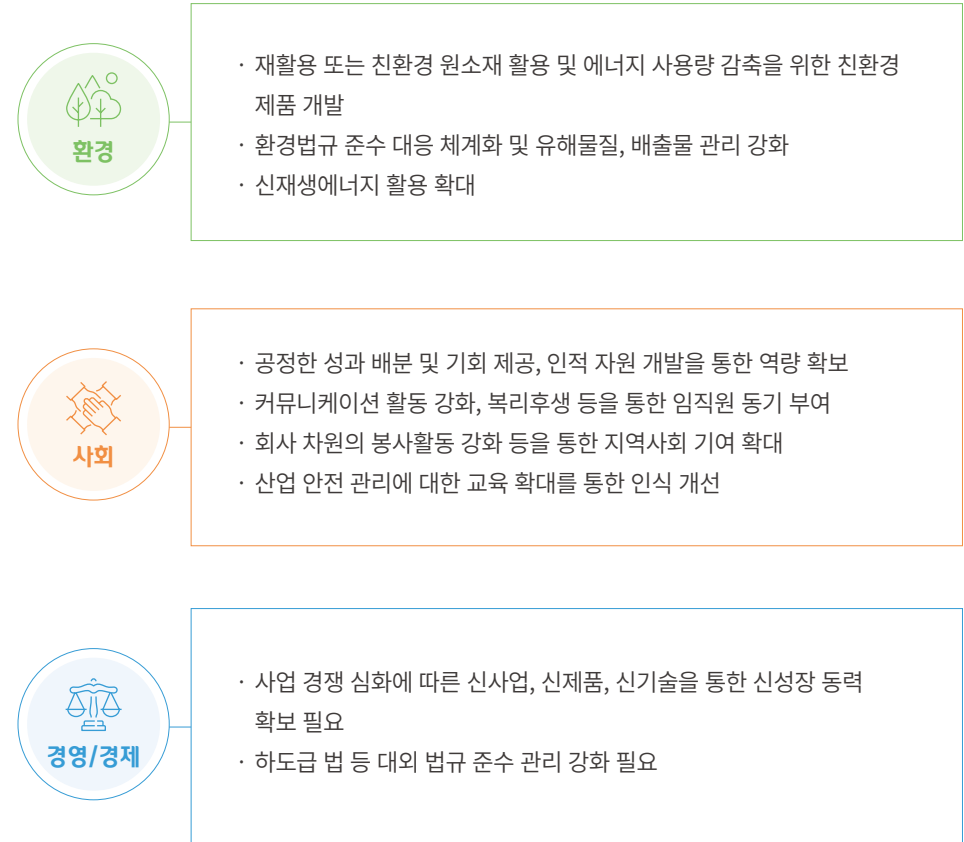 환경
· 재활용 또는 친환경 원소재 활용 및 에너지 사용량 감축을 위한 친환경
제품 개발
· 환경법규 준수 대응 체계화 및 유해물질, 배출물 관리 강화
· 신재생에너지 활용 확대
사회
· 공정한 성과 배분 및 기회 제공, 인적 자원 개발을 통한 역량 확보
· 커뮤니케이션 활동 강화, 복리후생 등을 통한 임직원 동기 부여
· 회사 차원의 봉사활동 강화 등을 통한 지역사회 기여 확대
· 산업 안전 관리에 대한 교육 확대를 통한 인식 개선
경영/경제
· 사업 경쟁 심화에 따른 신사업, 신제품, 신기술을 통한 신성장 동력
확보 필요
· 하도급 법 등 대외 법규 준수 관리 강화 필요